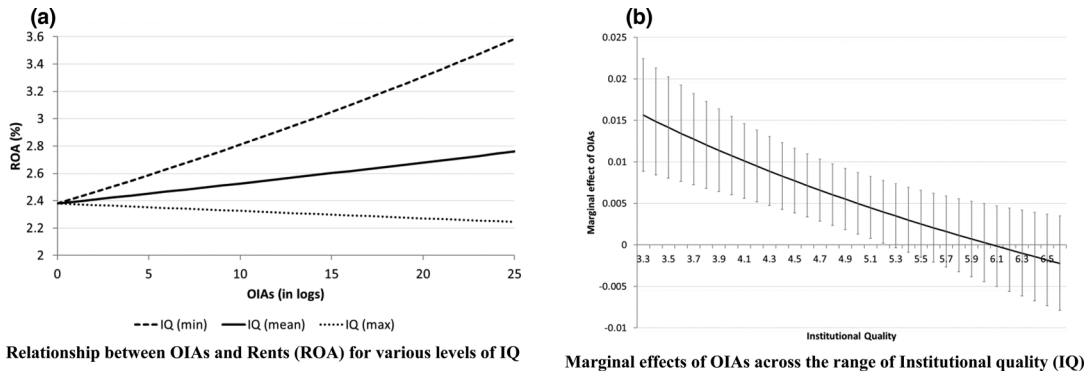 (a)
3.6
3.4
3.2
3
2.8
2.6
2.4
2.2
2
ROA (%)
0 5 10 15 20 25
OIAs (in logs)
IQ (min) IQ (mean) IQ (max)
Relationship between OIAs and Rents (ROA) for various levels of IQ
(b)
0.025
0.02
0.015
0.01
0.005
0
-0.005
-0.01
Marginal effect of OIAs
3.3 3.5 3.7 3.9 4.1 4.3 4.5 4.7 4.9 5.1 5.3 5.5 5.7 5.9 6.1 6.3 6.5
Institutional Quality
Marginal effects of OIAs across the range of Institutional quality (IQ)